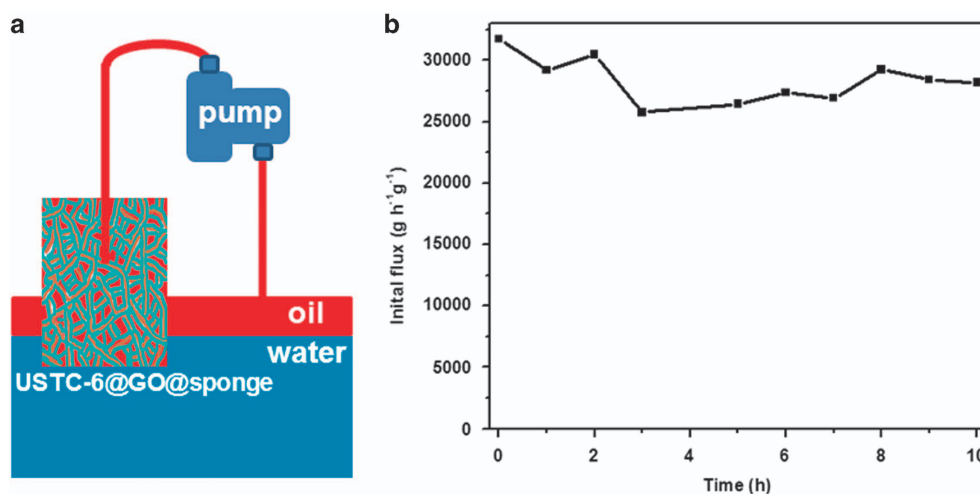 a
pump
oil
water
USTC-6@GO@sponge
b
Inital flux (g h⁻¹g⁻¹)
30000
25000
20000
15000
10000
5000
0
0 2 4 6 8 10
Time (h)